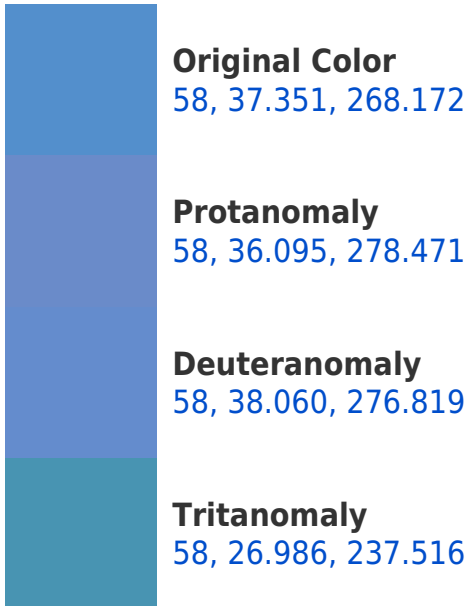 Original Color
58, 37.351, 268.172
Protanomaly
58, 36.095, 278.471
Deuteranomaly
58, 38.060, 276.819
Tritanomaly
58, 26.986, 237.516